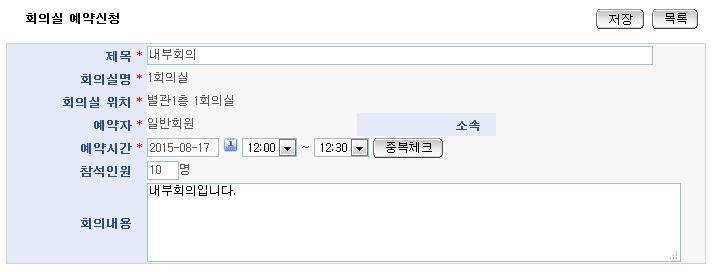 회의실 예약신청 저장 목록
제목 * 내부회의
회의실명 * 1회의실
회의실 위치 * 별관1층 1회의실
예약자 * 일반회원 소속
예약시간 * 2015-08-17 12:00 ~ 12:30 중복체크
참석인원 10 명
회의내용 내부회의입니다.